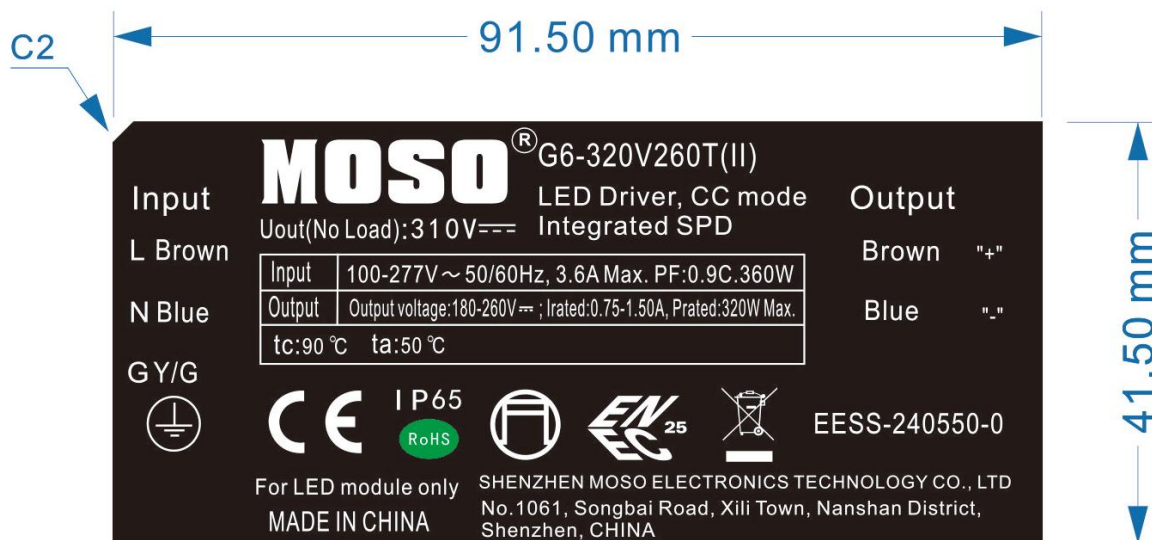 91.50 mm
C2
MOSO® G6-320V260T(II)
LED Driver, CC mode
Integrated SPD
Uout(No Load):310V⎓
Input
L Brown
N Blue
G Y/G
Output
Brown "+"
Blue "-"
Input 100-277V～50/60Hz, 3.6A Max. PF:0.9C.360W
Output Output voltage:180-260V⎓ ; Irated:0.75-1.50A, Prated:320W Max.
tc:90 ℃ ta:50 ℃
CE
IP65
RoHS
ENEC 25
EESS-240550-0
For LED module only
MADE IN CHINA
SHENZHEN MOSO ELECTRONICS TECHNOLOGY CO., LTD
No.1061, Songbai Road, Xili Town, Nanshan District,
Shenzhen, CHINA
41.50 mm